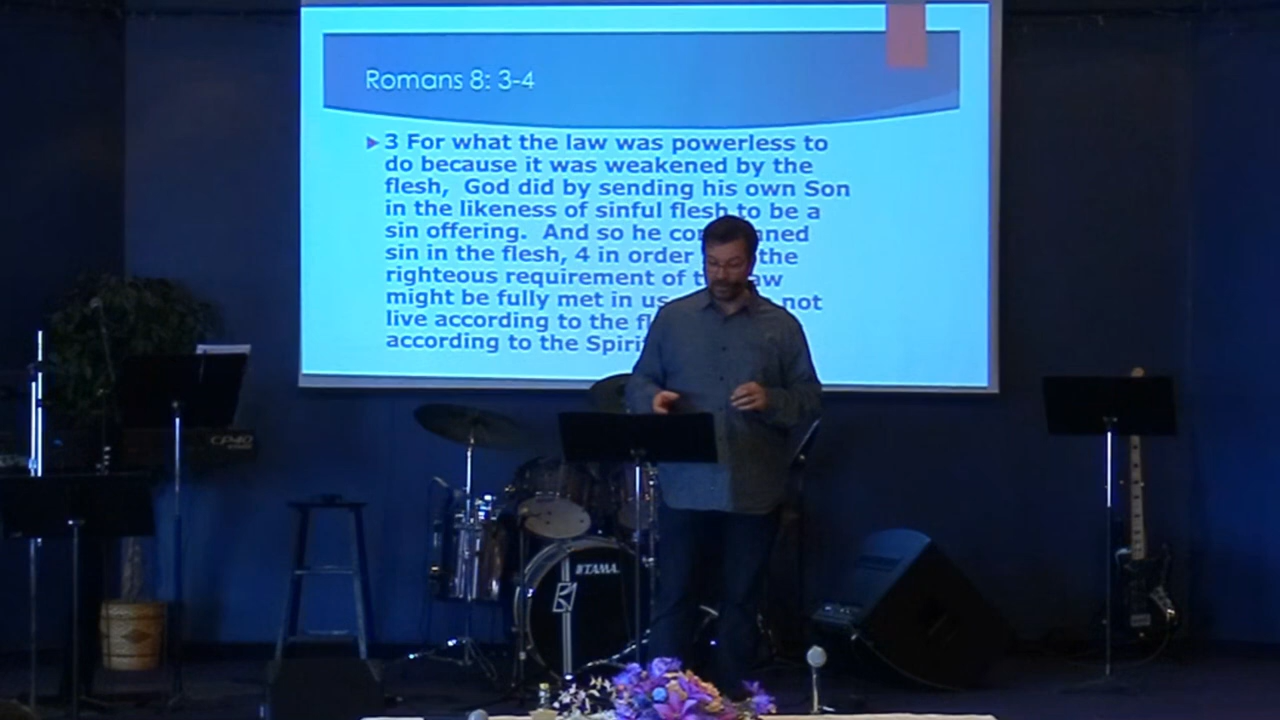 Romans 8: 3-4
3 For what the law was powerless to
do because it was weakened by the
flesh, God did by sending his own Son
in the likeness of sinful flesh to be a
sin offering. And so he
sin in the flesh, 4 in order the
righteous requirement of
might be fully met in us not
live according to the
according to the
CP40
TAMA